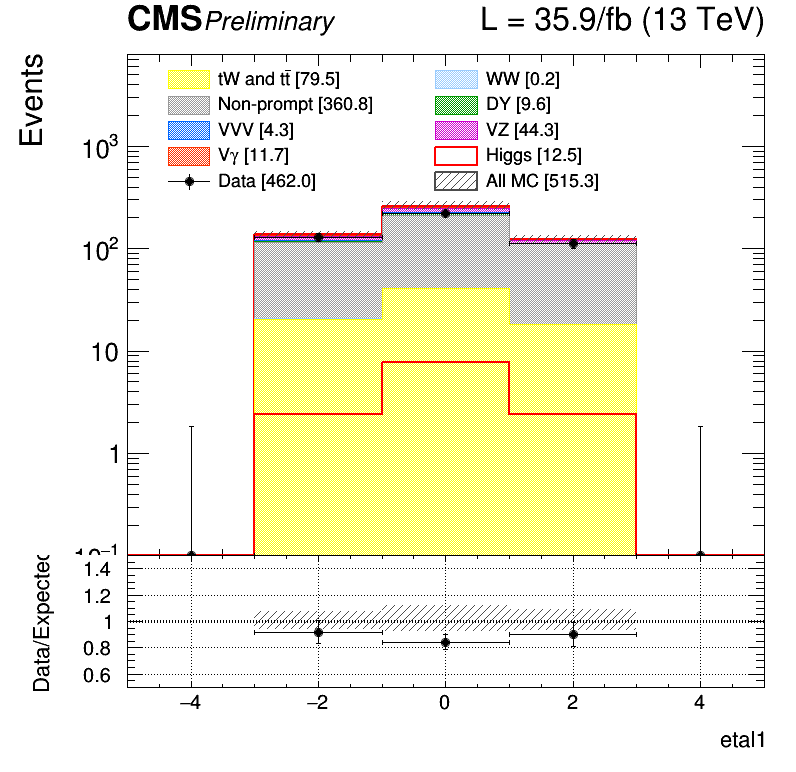 CMS Preliminary L = 35.9/fb (13 TeV)
Events
tW and tt̄ [79.5] WW [0.2]
Non-prompt [360.8] DY [9.6]
VVV [4.3] VZ [44.3]
Vγ [11.7] Higgs [12.5]
Data [462.0] All MC [515.3]
10³
10²
10
1
10⁻¹
Data/Expected
1.4
1.2
1
0.8
0.6
−4 −2 0 2 4
etal1